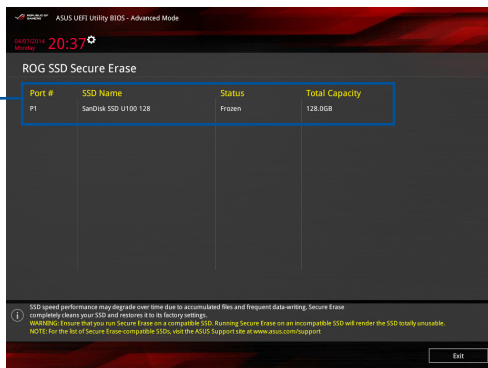 REPUBLIC OF GAMERS ASUS UEFI Utility BIOS - Advanced Mode
04/07/2014
Monday 20:37
ROG SSD Secure Erase
Port # SSD Name Status Total Capacity
P1 SanDisk SSD U100 128 Frozen 128.0GB
SSD speed performance may degrade over time due to accumulated files and frequent data-writing. Secure Erase
completely cleans your SSD and restores it to its factory settings.
WARNING: Ensure that you run Secure Erase on a compatible SSD. Running Secure Erase on an incompatible SSD will render the SSD totally unusable.
NOTE: For the list of Secure Erase-compatible SSDs, visit the ASUS Support site at www.asus.com/support
Exit